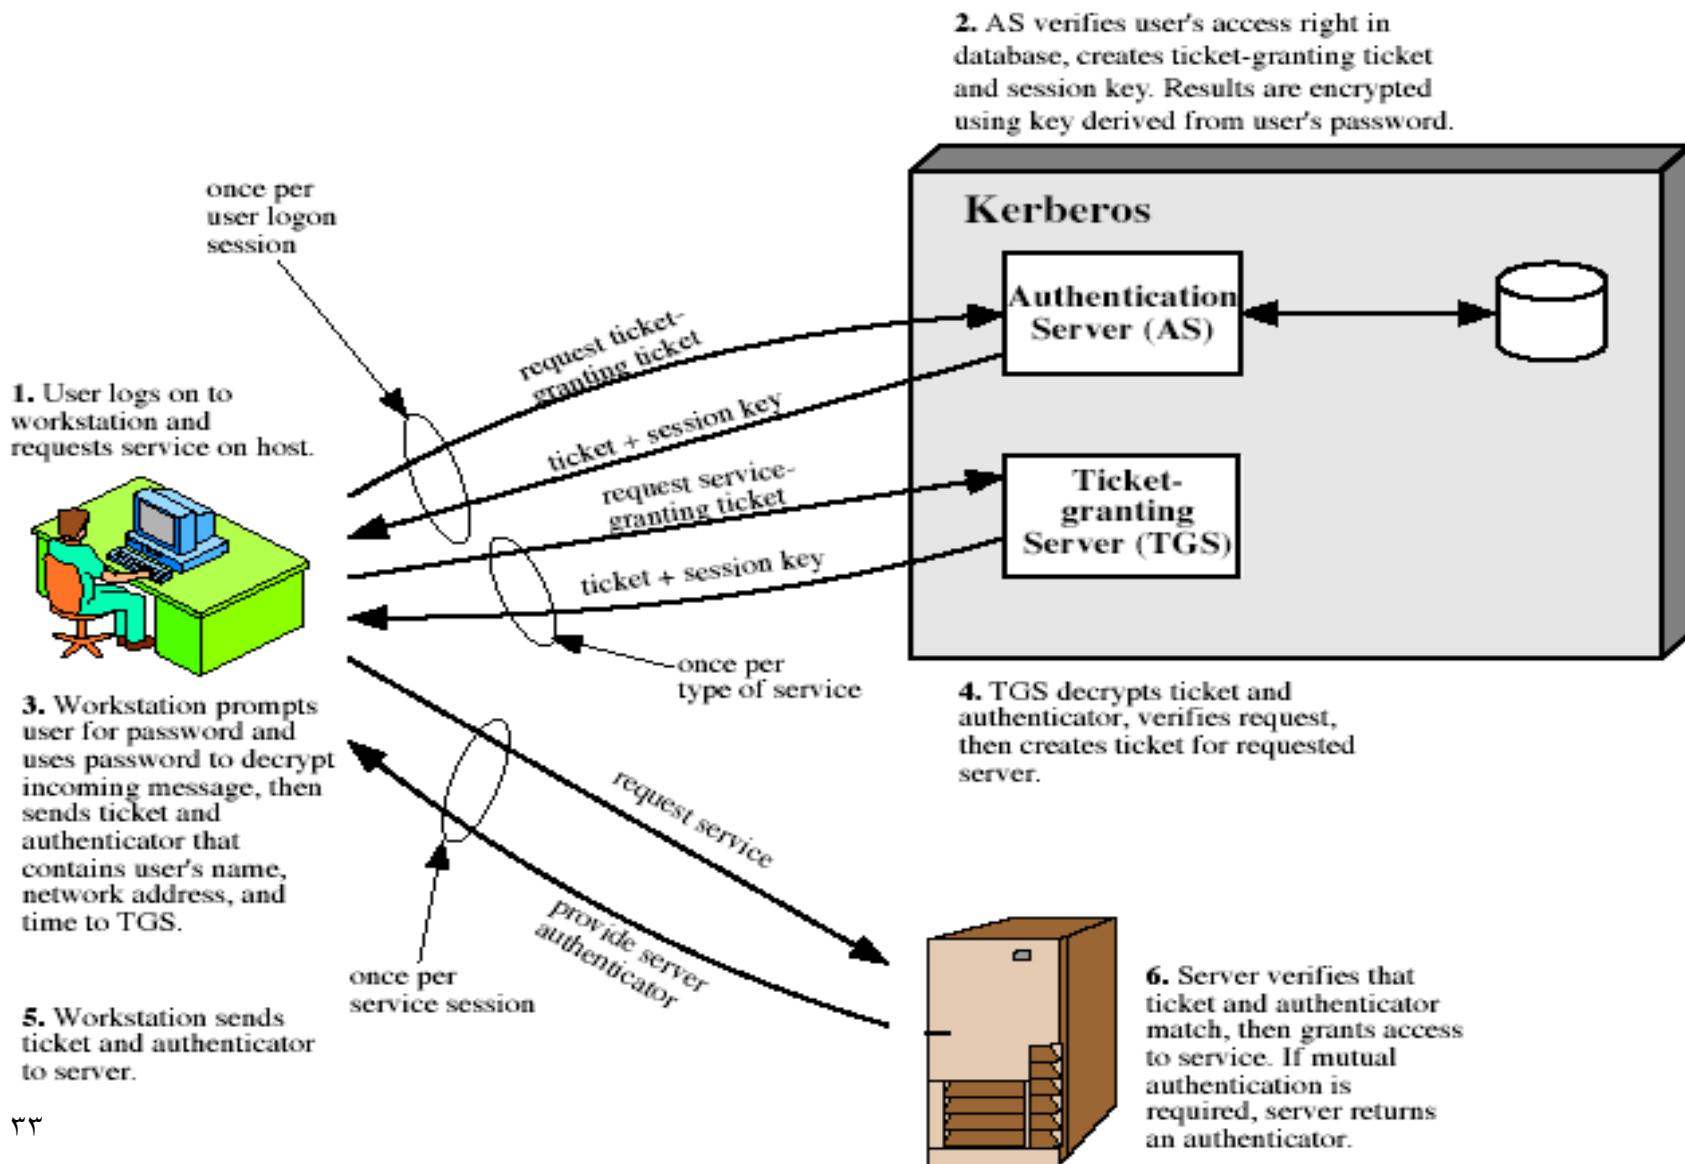 2. AS verifies user's access right in
database, creates ticket-granting ticket
and session key. Results are encrypted
using key derived from user's password.
once per
user logon
session
Kerberos
Authentication
Server (AS)
request ticket-
granting ticket
1. User logs on to
workstation and
requests service on host.
ticket + session key
request service-
granting ticket
Ticket-
granting
Server (TGS)
ticket + session key
once per
type of service
3. Workstation prompts
user for password and
uses password to decrypt
incoming message, then
sends ticket and
authenticator that
contains user's name,
network address, and
time to TGS.
4. TGS decrypts ticket and
authenticator, verifies request,
then creates ticket for requested
server.
request service
provide server
authenticator
once per
service session
5. Workstation sends
ticket and authenticator
to server.
6. Server verifies that
ticket and authenticator
match, then grants access
to service. If mutual
authentication is
required, server returns
an authenticator.
۳۳